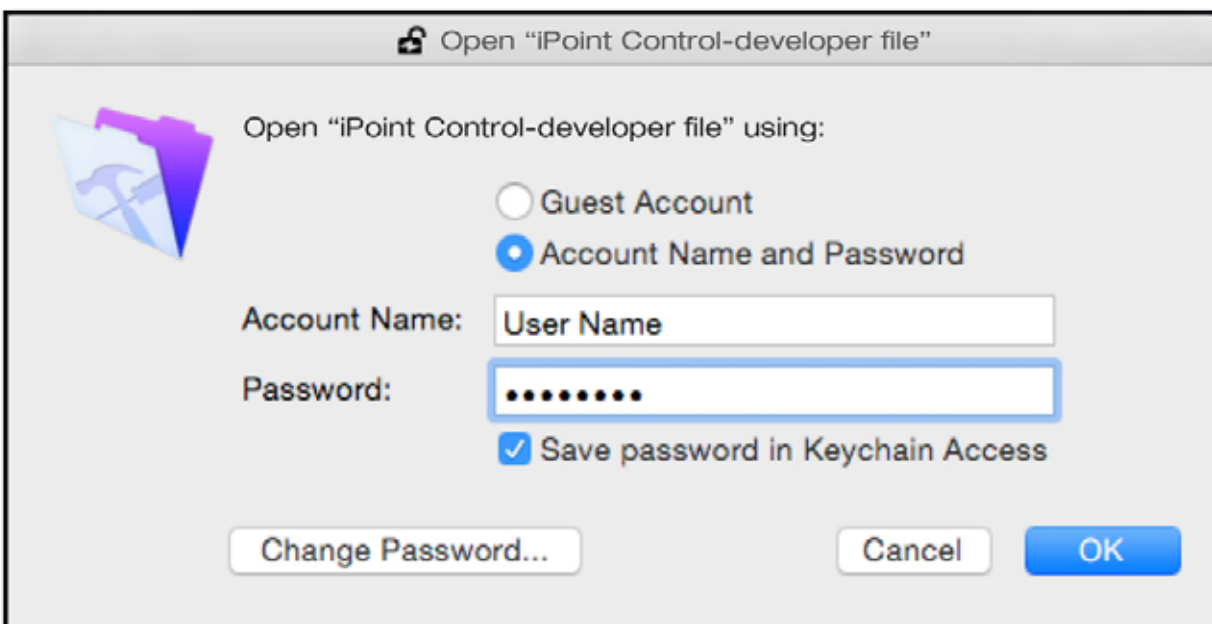 Open “iPoint Control-developer file”
Open “iPoint Control-developer file” using:
Guest Account
Account Name and Password
Account Name: User Name
Password: ••••••••
Save password in Keychain Access
Change Password... Cancel OK